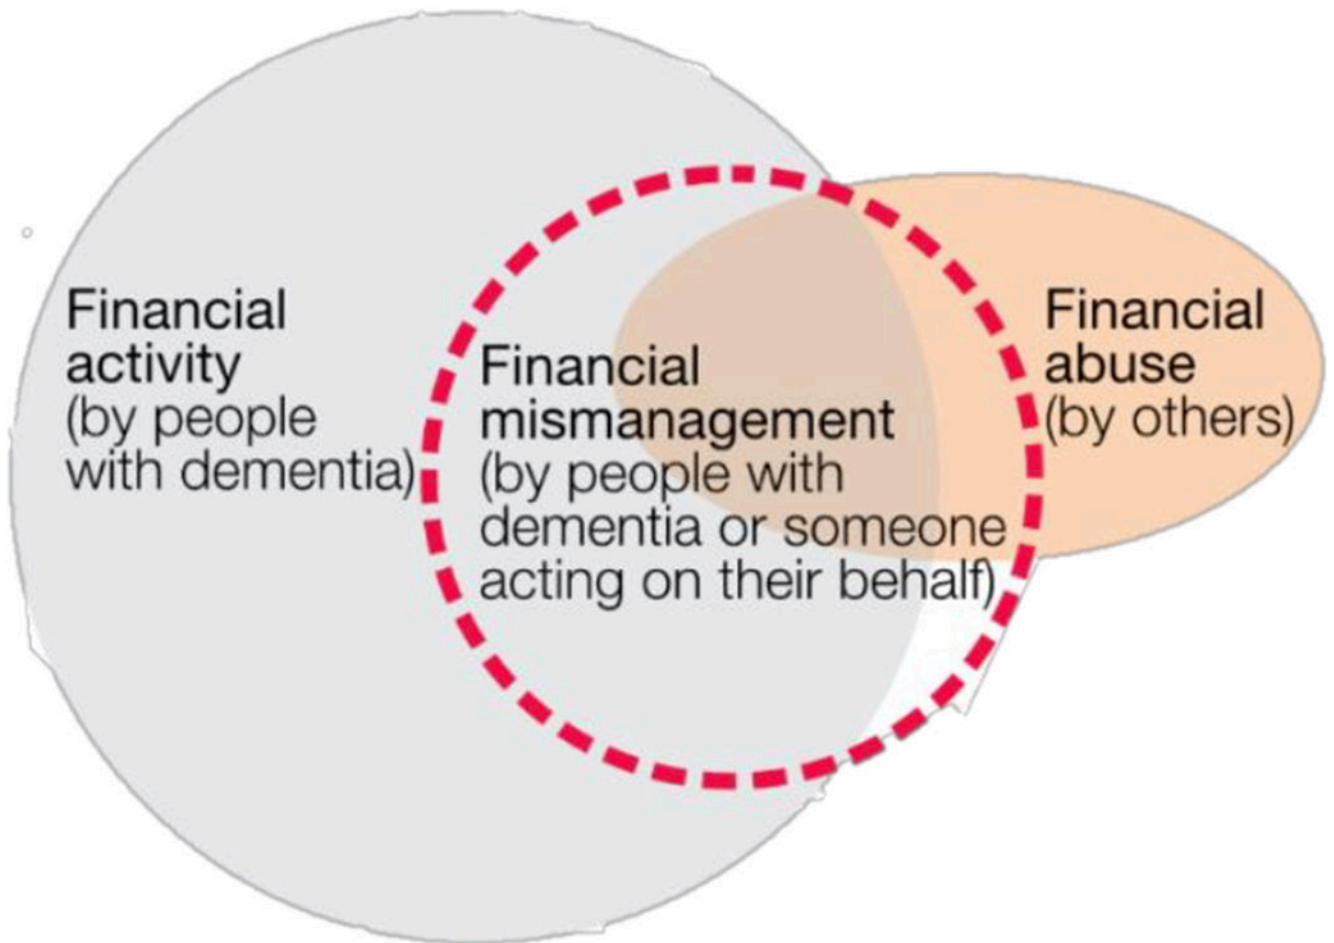 Financial
activity
(by people
with dementia)
Financial
mismanagement
(by people with
dementia or someone
acting on their behalf)
Financial
abuse
(by others)